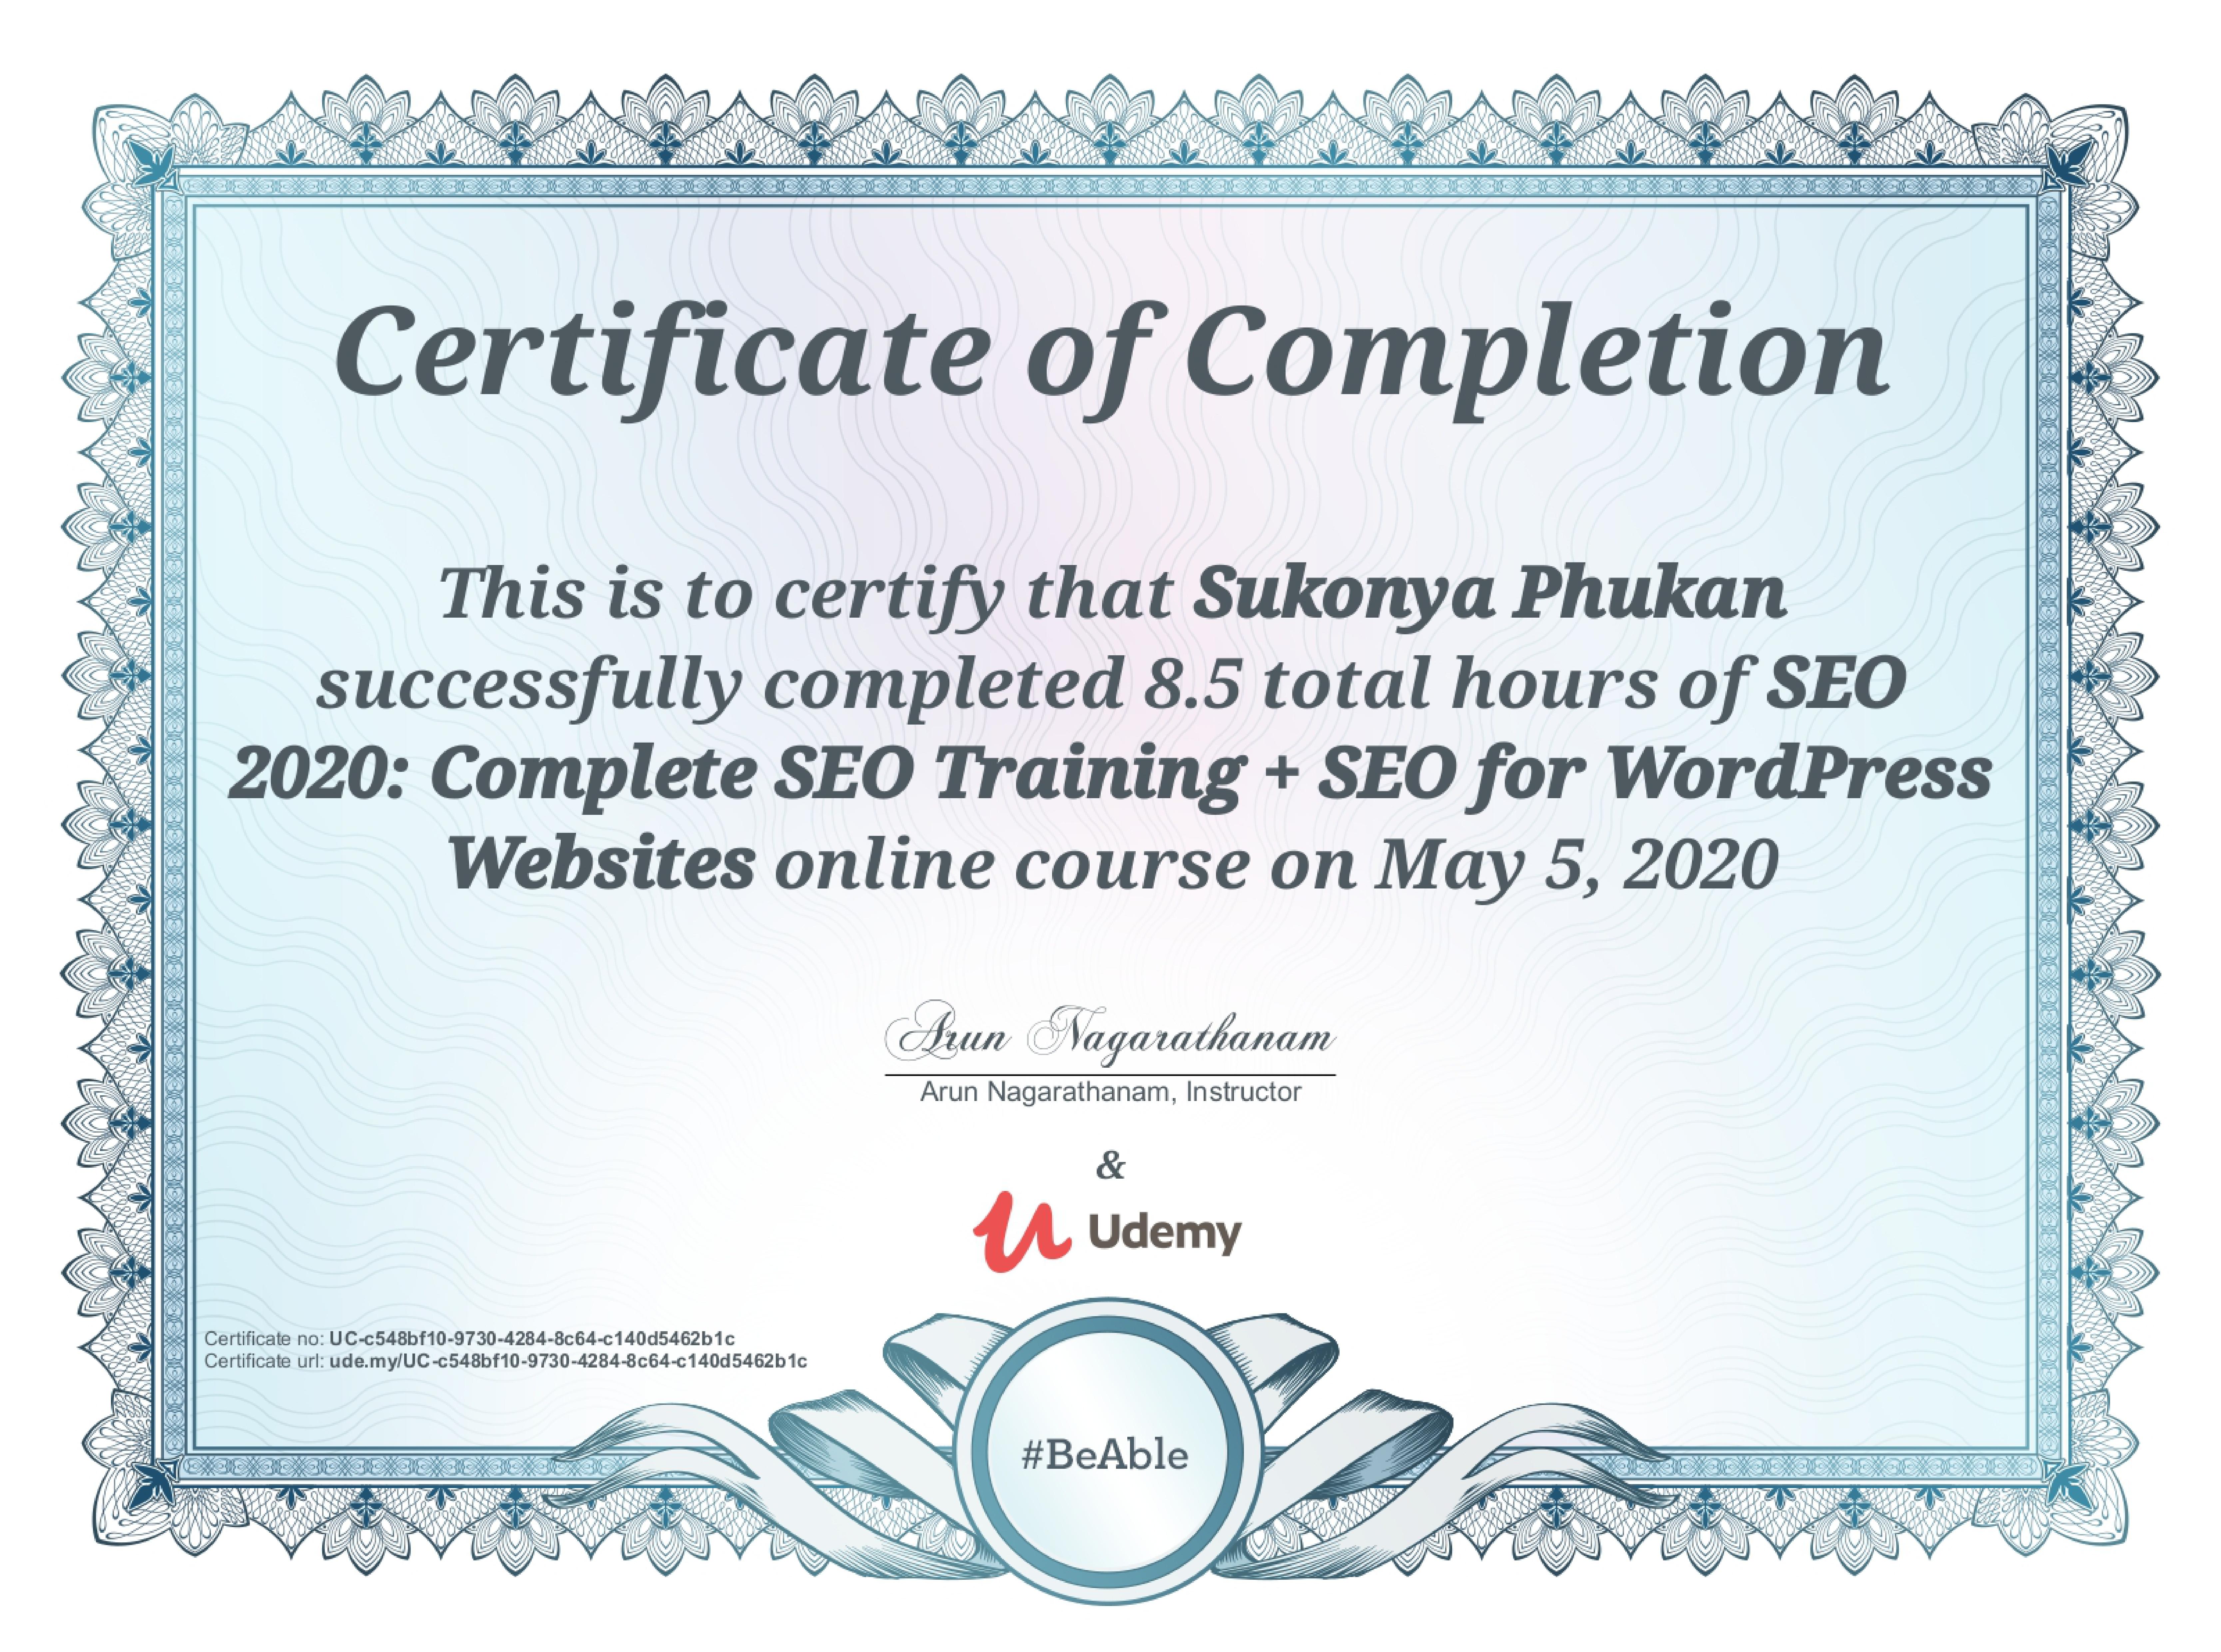 Certificate of Completion
This is to certify that Sukonya Phukan
successfully completed 8.5 total hours of SEO
2020: Complete SEO Training + SEO for WordPress
Websites online course on May 5, 2020
Arun Nagarathanam
Arun Nagarathanam, Instructor
&
Udemy
Certificate no: UC-c548bf10-9730-4284-8c64-c140d5462b1c
Certificate url: ude.my/UC-c548bf10-9730-4284-8c64-c140d5462b1c
#BeAble